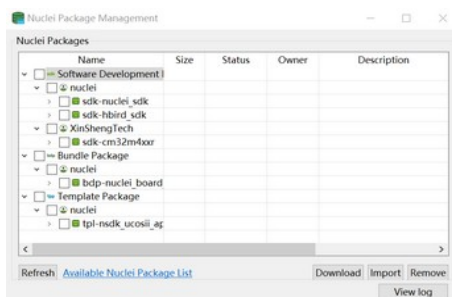 Nuclei Package Management
Nuclei Packages
Name Size Status Owner Description
Software Development
nuclei
sdk-nuclei_sdk
sdk-hbird_sdk
XinShengTech
sdk-cm32m4xxr
Bundle Package
nuclei
bdp-nuclei_board
Template Package
nuclei
tpl-nsdk_ucosii_ap
Refresh Available Nuclei Package List Download Import Remove
View log